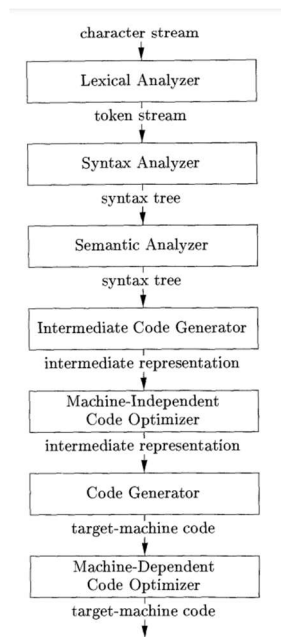 character stream
Lexical Analyzer
token stream
Syntax Analyzer
syntax tree
Semantic Analyzer
syntax tree
Intermediate Code Generator
intermediate representation
Machine-Independent
Code Optimizer
intermediate representation
Code Generator
target-machine code
Machine-Dependent
Code Optimizer
target-machine code